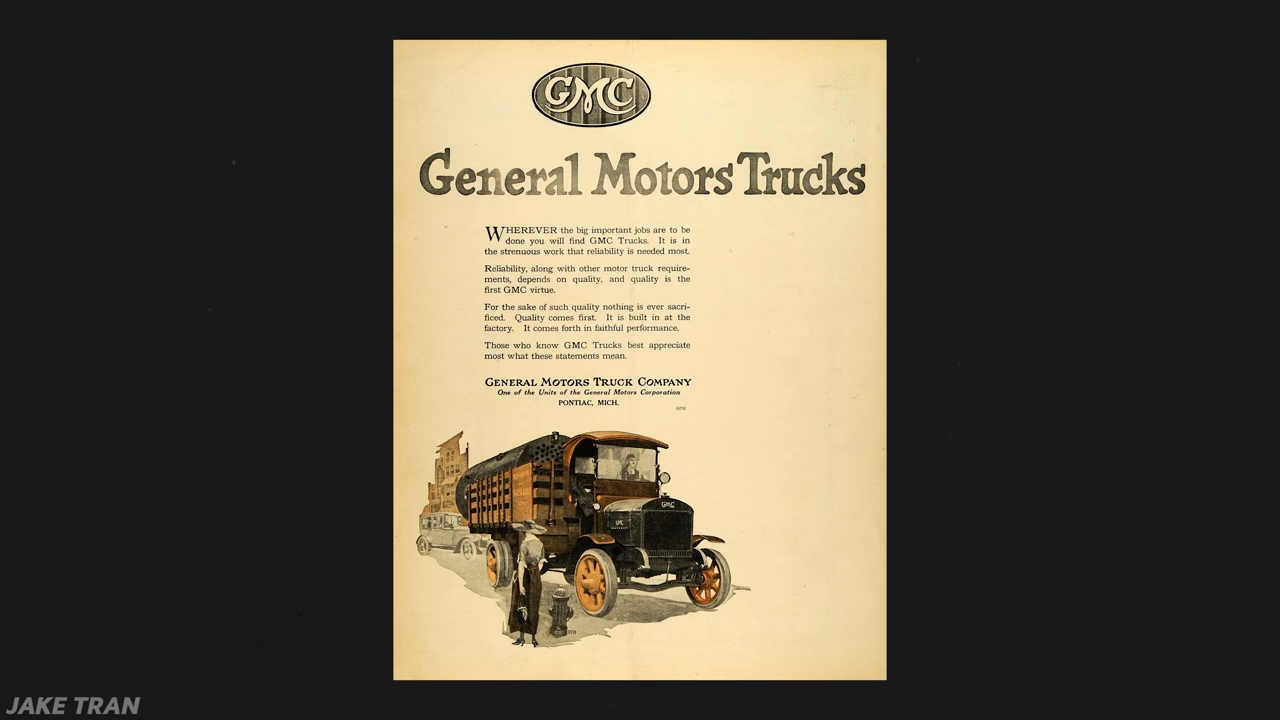 GMC
General Motors Trucks
WHEREVER the big important jobs are to be
done you will find GMC Trucks. It is in
the strenuous work that reliability is needed most.
Reliability, along with other motor truck require-
ments, depends on quality, and quality is the
first GMC virtue.
For the sake of such quality nothing is ever sacri-
ficed. Quality comes first. It is built in at the
factory. It comes forth in faithful performance.
Those who know GMC Trucks best appreciate
most what these statements mean.
GENERAL MOTORS TRUCK COMPANY
One of the Units of the General Motors Corporation
PONTIAC, MICH.
GMC
GMC
JAKE TRAN